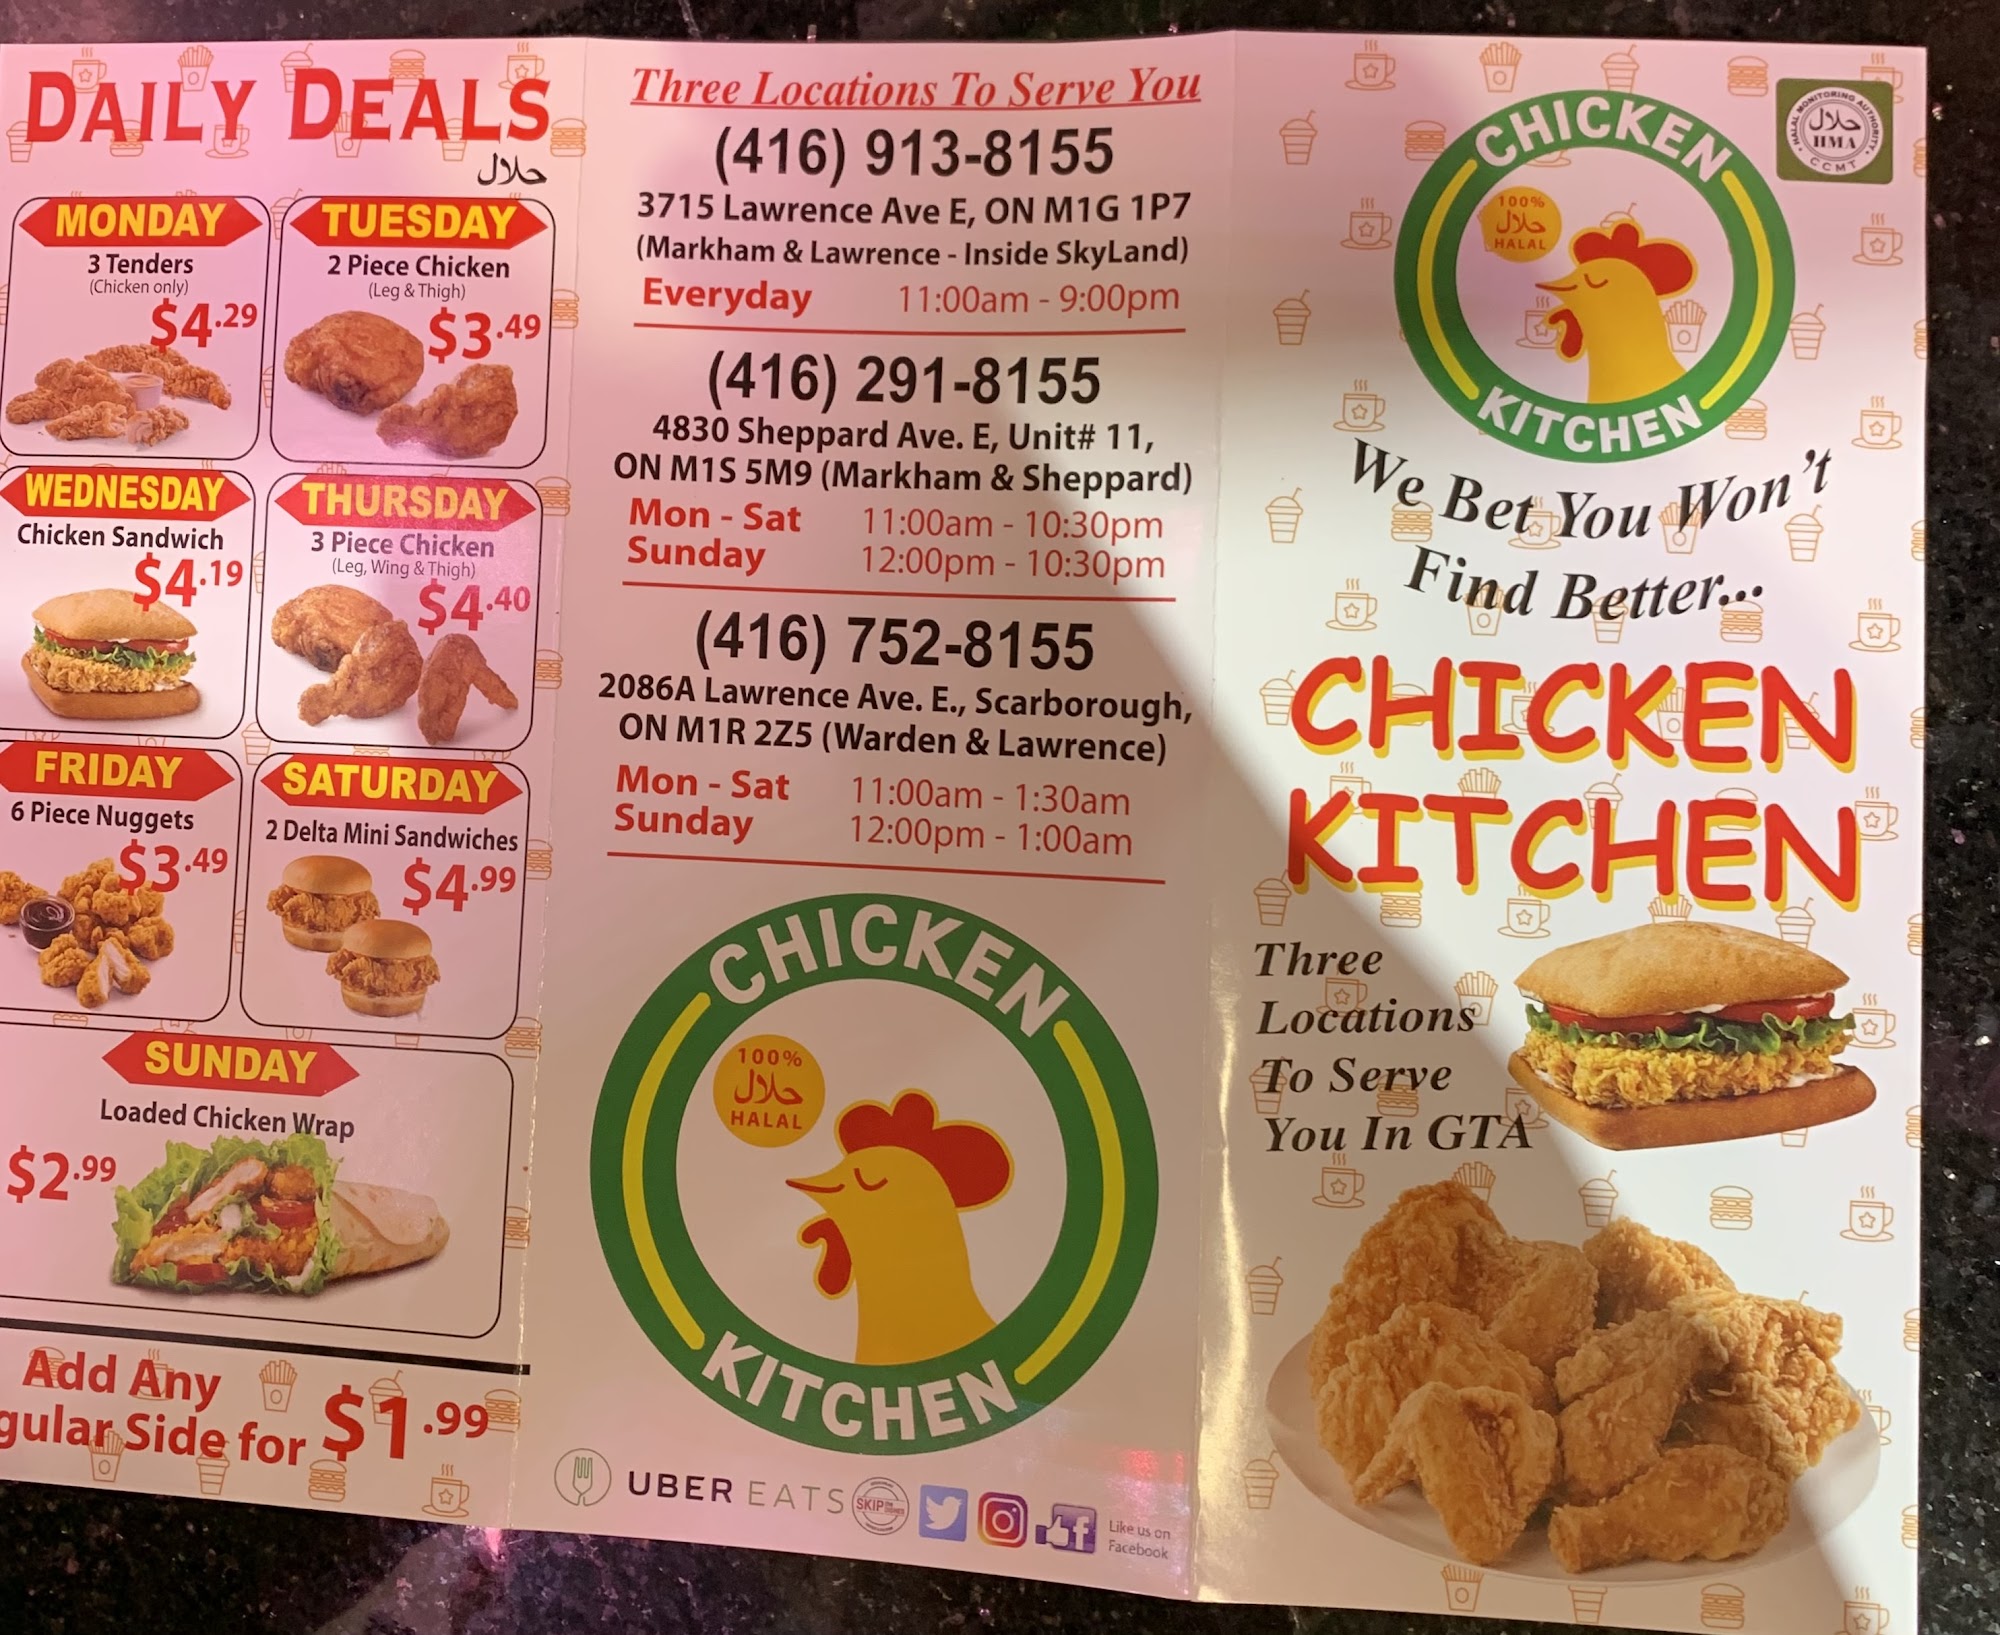 DAILY DEALS
حلال
MONDAY
3 Tenders
(Chicken only)
$4.29
TUESDAY
2 Piece Chicken
(Leg & Thigh)
$3.49
WEDNESDAY
Chicken Sandwich
$4.19
THURSDAY
3 Piece Chicken
(Leg, Wing & Thigh)
$4.40
FRIDAY
6 Piece Nuggets
$3.49
SATURDAY
2 Delta Mini Sandwiches
$4.99
SUNDAY
Loaded Chicken Wrap
$2.99
Add Any
gular Side for $1.99
Three Locations To Serve You
(416) 913-8155
3715 Lawrence Ave E, ON M1G 1P7
(Markham & Lawrence - Inside SkyLand)
Everyday 11:00am - 9:00pm
(416) 291-8155
4830 Sheppard Ave. E, Unit# 11,
ON M1S 5M9 (Markham & Sheppard)
Mon - Sat 11:00am - 10:30pm
Sunday 12:00pm - 10:30pm
(416) 752-8155
2086A Lawrence Ave. E., Scarborough,
ON M1R 2Z5 (Warden & Lawrence)
Mon - Sat 11:00am - 1:30am
Sunday 12:00pm - 1:00am
CHICKEN
100%
حلال
HALAL
KITCHEN
UBER EATS
SKIP
Like us on
Facebook
HALAL MONITORING AUTHORITY
حلال
HMA
CCMT
CHICKEN
100%
حلال
HALAL
KITCHEN
We Bet You Won't
Find Better...
CHICKEN
KITCHEN
Three
Locations
To Serve
You In GTA